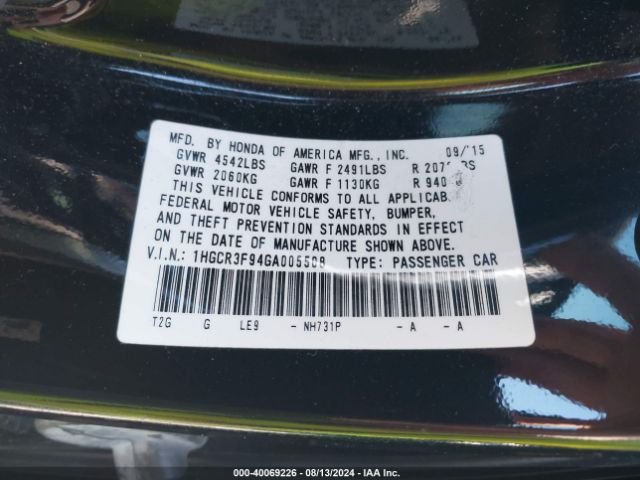 MFD. BY HONDA OF AMERICA MFG., INC. 09/'15
GVWR 4542LBS GAWR F 2491LBS R
GVWR 2060KG GAWR F 1130KG R 940
THIS VEHICLE CONFORMS TO ALL APPLICAB
FEDERAL MOTOR VEHICLE SAFETY, BUMPER,
AND THEFT PREVENTION STANDARDS IN EFFECT
ON THE DATE OF MANUFACTURE SHOWN ABOVE.
V.I.N.: 1HGCR3F94GA005509 TYPE: PASSENGER CAR
T2G G LE9 - NH731P - A - A
000-40069226 - 08/13/2024 - IAA Inc.